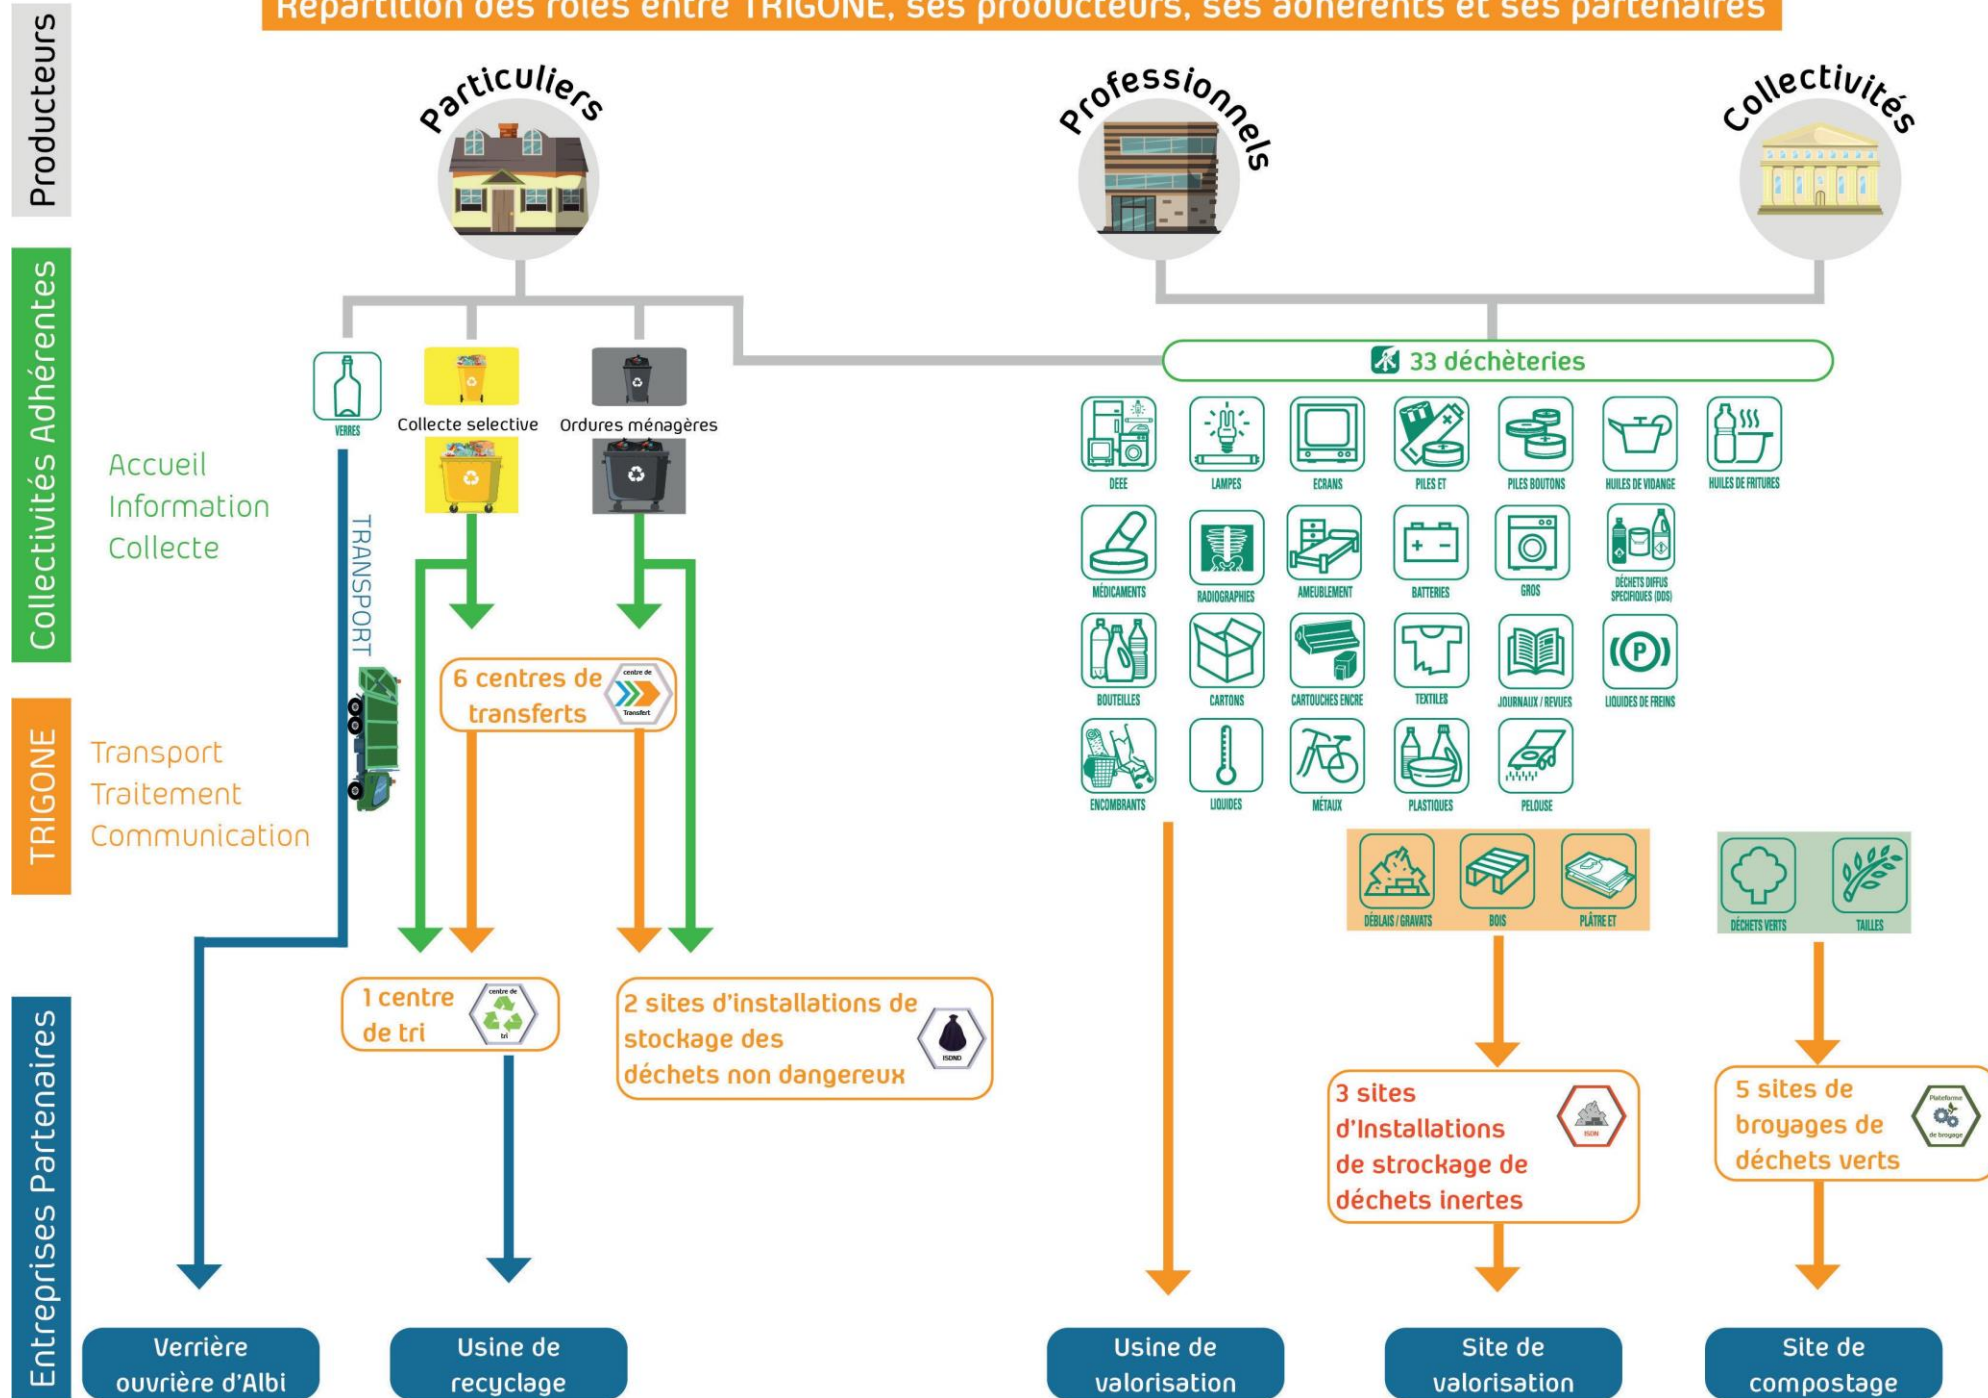 Répartition des rôles entre TRIGONE, ses producteurs, ses adhérents et ses partenaires
Producteurs
Particuliers
Professionnels
Collectivités
Collectivités Adhérentes
Accueil
Information
Collecte
VERRES
Collecte selective
Ordures ménagères
TRANSPORT
33 déchèteries
DEEE
LAMPES
ECRANS
PILES ET
PILES BOUTONS
HUILES DE VIDANGE
HUILES DE FRITURES
MÉDICAMENTS
RADIOGRAPHIES
AMEUBLEMENT
BATTERIES
GROS
DÉCHETS DIFFUS
SPECIFIQUES (DDS)
BOUTEILLES
CARTONS
CARTOUCHES ENCRE
TEXTILES
JOURNAUX / REVUES
P
LIQUIDES DE FREINS
ENCOMBRANTS
LIQUIDES
MÉTAUX
PLASTIQUES
PELOUSE
6 centres de
transferts
centre de
Transfert
TRIGONE
Transport
Traitement
Communication
DÉBLAIS / GRAVATS
BOIS
PLÂTRE ET
DÉCHETS VERTS
TAILLES
1 centre
de tri
centre de
tri
2 sites d'installations de
stockage des
déchets non dangereux
ISDND
3 sites
d'Installations
de strockage de
déchets inertes
ISDN
5 sites de
broyages de
déchets verts
Plateforme
de broyage
Entreprises Partenaires
Verrière
ouvrière d'Albi
Usine de
recyclage
Usine de
valorisation
Site de
valorisation
Site de
compostage